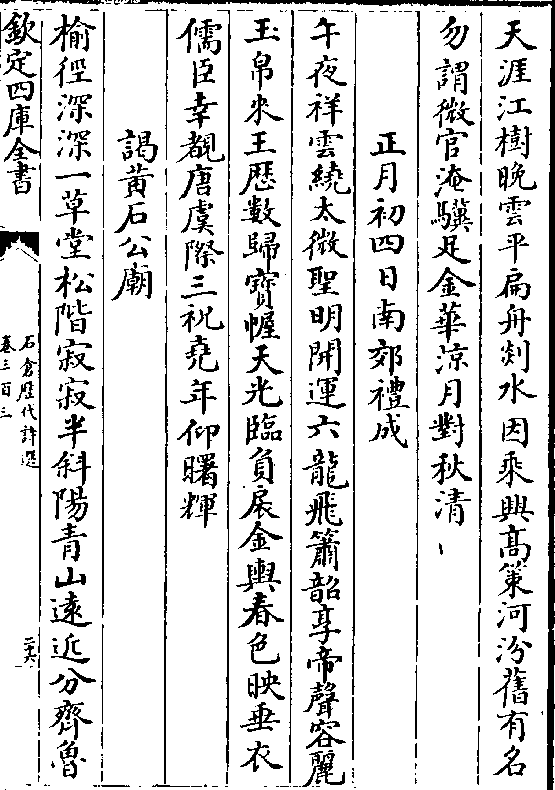 天涯江樹晚雲平扁舟剡水因乘興髙策河汾舊有名
勿謂微官淹驥足金華涼月對秋清
正月初四日南郊禮成
午夜祥雲繞太微聖明開運六龍飛簫韶享帝聲容麗
玉帛來王歴數歸寶幄天光臨負扆金輿春色映垂衣
儒臣幸覩唐虞際三祝堯年仰曙輝
謁黄石公廟
榆徑深深一草堂松階寂寂半斜陽青山遠近分齊魯
欽定四庫全書
石倉歴代詩選
卷三百三
二十六